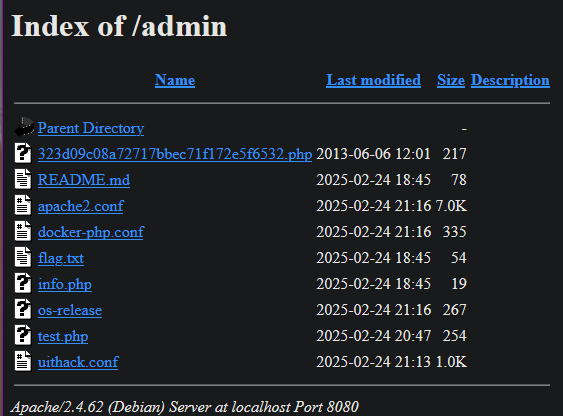 Index of /admin
Name Last modified Size Description
Parent Directory -
323d09c08a72717bbec71f172e5f6532.php 2013-06-06 12:01 217
README.md 2025-02-24 18:45 78
apache2.conf 2025-02-24 21:16 7.0K
docker-php.conf 2025-02-24 21:16 335
flag.txt 2025-02-24 18:45 54
info.php 2025-02-24 18:45 19
os-release 2025-02-24 21:16 267
test.php 2025-02-24 20:47 254
uithack.conf 2025-02-24 21:13 1.0K
Apache/2.4.62 (Debian) Server at localhost Port 8080